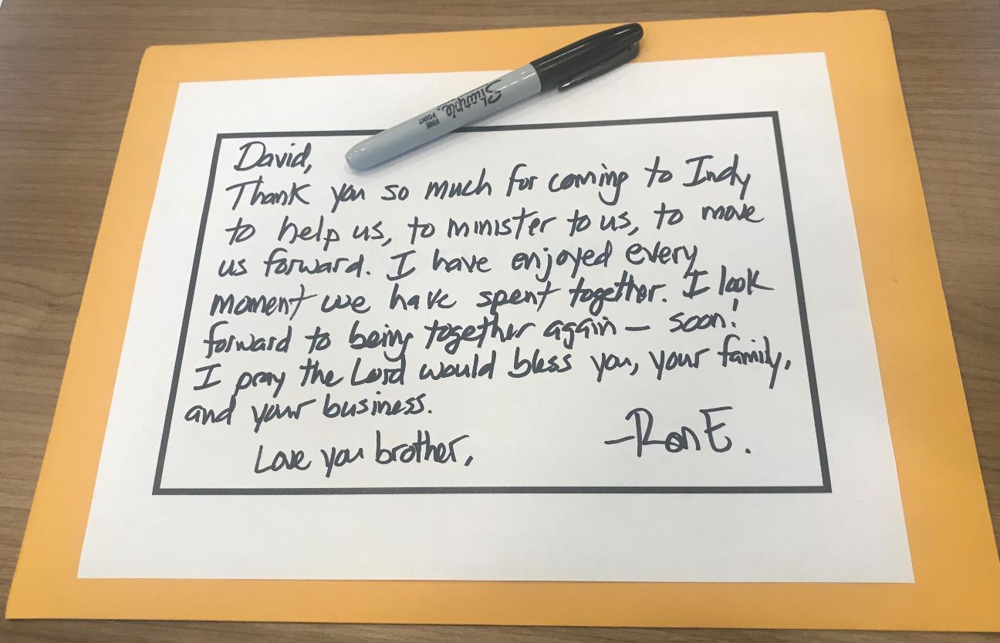 Sharpie.
FINE
POINT
David,
Thank you so much for coming to Indy
to help us, to minister to us, to move
us forward. I have enjoyed every
moment we have spent together. I look
forward to being together again — soon!
I pray the Lord would bless you, your family,
and your business.
Love you brother,
-Ron E.